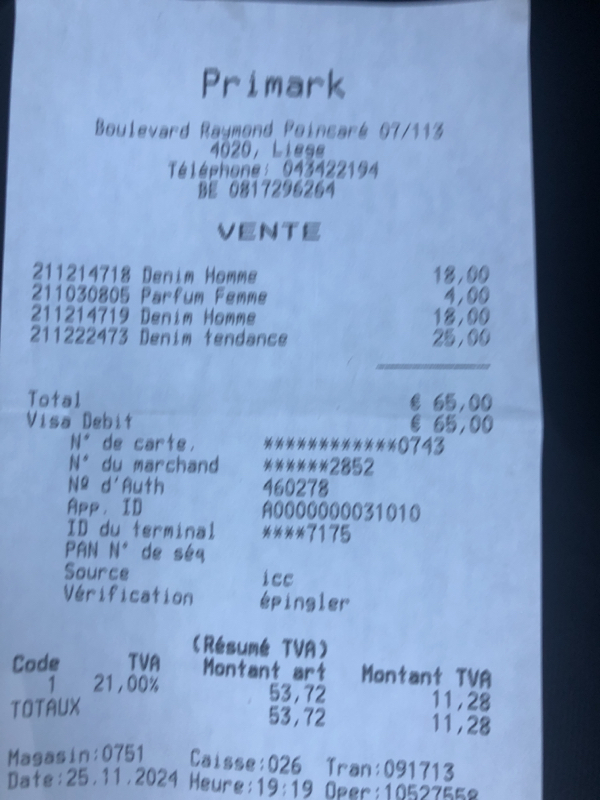 Primark
Boulevard Raymond Poincaré 07/113
4020, Liege
Téléphone: 043422194
BE 0817296264
VENTE
211214718 Denim Homme 18,00
211030805 Parfum Femme 4,00
211214719 Denim Homme 18,00
211222473 Denim tendance 25,00
Total € 65,00
Visa Debit € 65,00
N° de carte. ************0743
N° du marchand ******2852
Nº d'Auth 460278
App. ID A0000000031010
ID du terminal ****7175
PAN N° de séq
Source icc
Vérification épingler
(Résumé TVA)
Code TVA Montant art Montant TVA
1 21,00% 53,72 11,28
TOTAUX 53,72 11,28
Magasin:0751 Caisse:026 Tran:091713
Date:25.11.2024 Heure:19:19 Oper:10527558